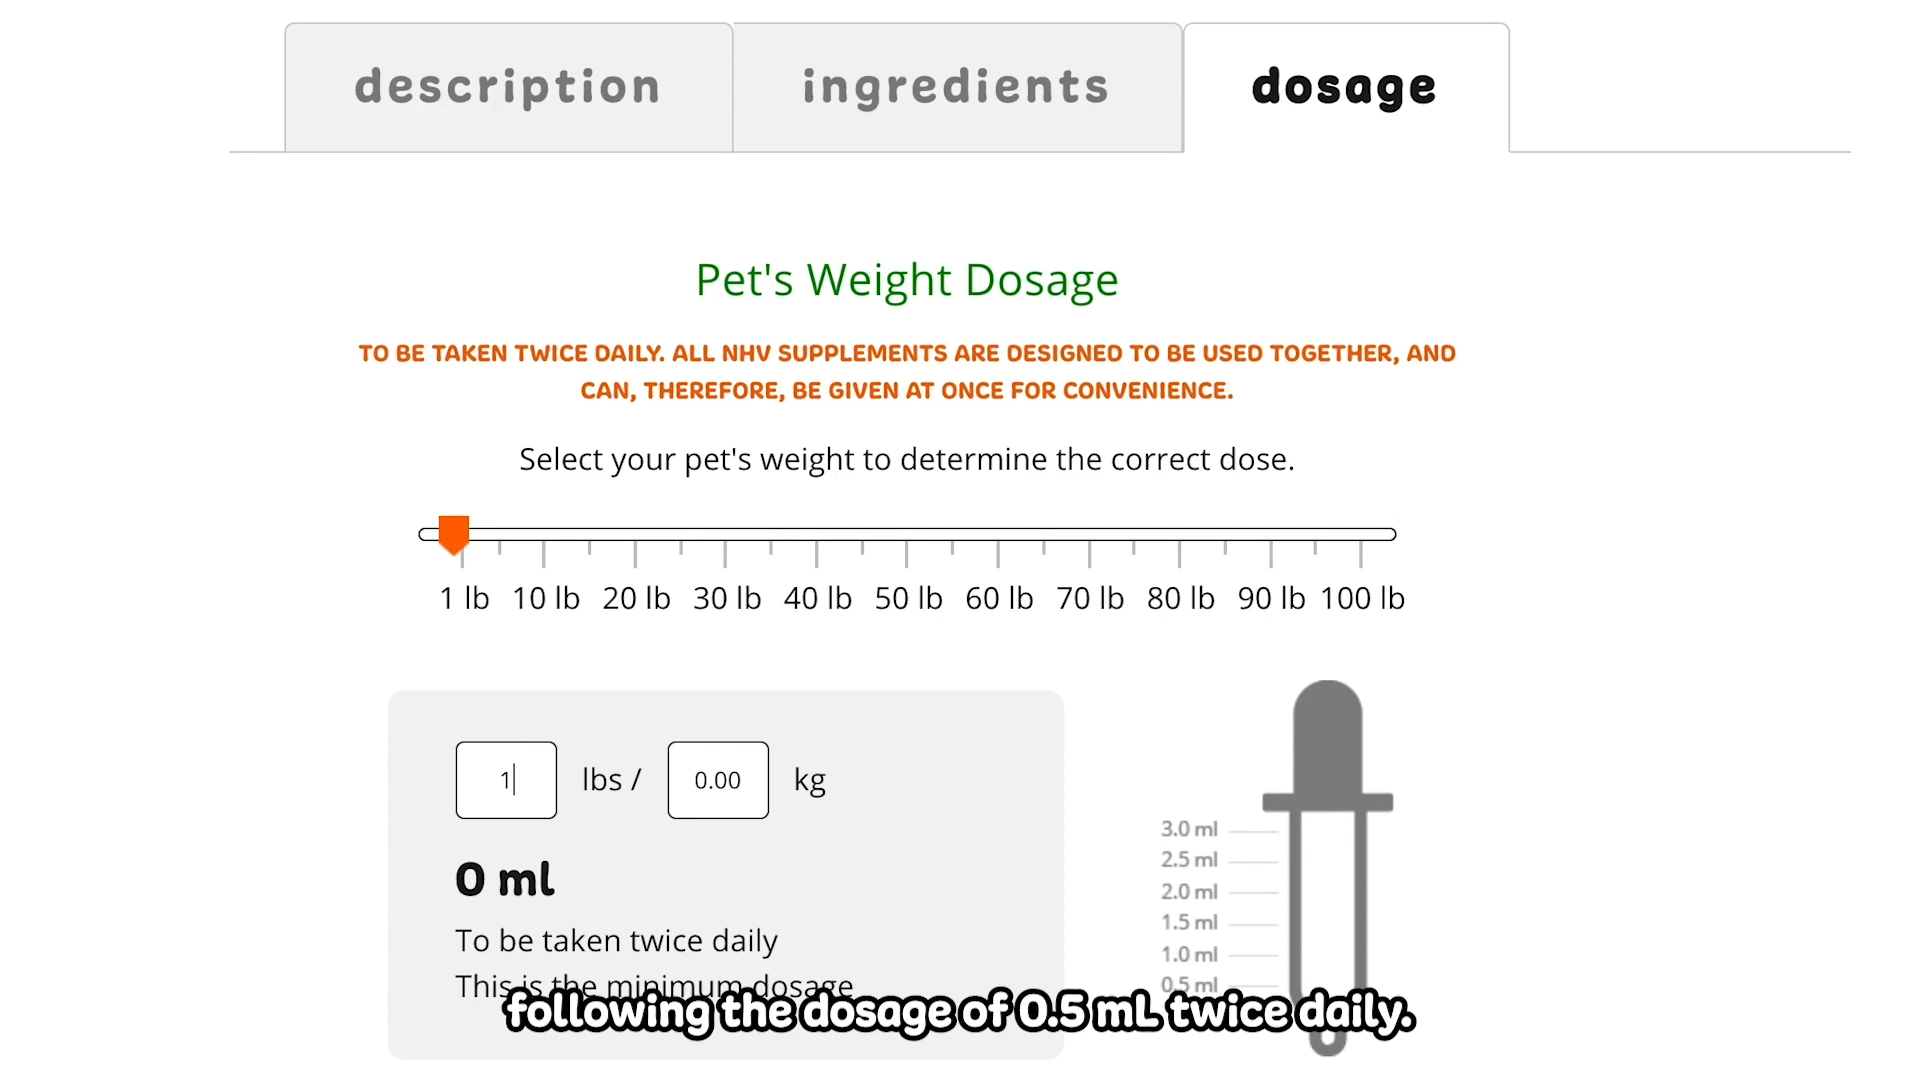 description
ingredients
dosage
Pet's Weight Dosage
TO BE TAKEN TWICE DAILY. ALL NHV SUPPLEMENTS ARE DESIGNED TO BE USED TOGETHER, AND
CAN, THEREFORE, BE GIVEN AT ONCE FOR CONVENIENCE.
Select your pet's weight to determine the correct dose.
1 lb 10 lb 20 lb 30 lb 40 lb 50 lb 60 lb 70 lb 80 lb 90 lb 100 lb
1 lbs / 0.00 kg
0 ml
To be taken twice daily
This is the minimum dosage
3.0 ml
2.5 ml
2.0 ml
1.5 ml
1.0 ml
0.5 ml
following the dosage of 0.5 mL twice daily.